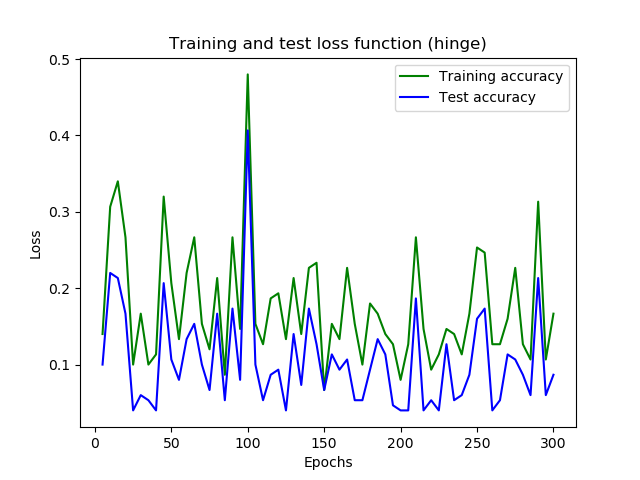 Training and test loss function (hinge)
Training accuracy
Test accuracy
Loss
0.5
0.4
0.3
0.2
0.1
0 50 100 150 200 250 300
Epochs